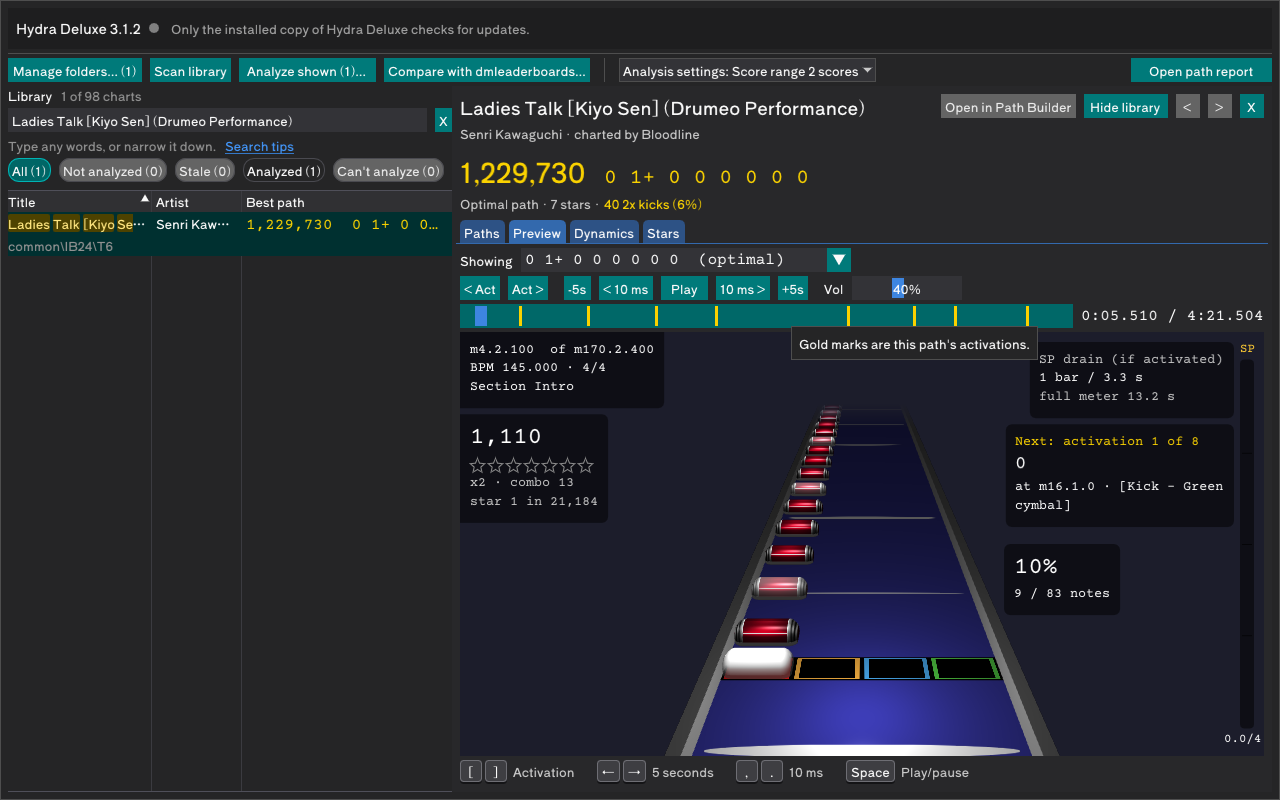 Hydra Deluxe 3.1.2 Only the installed copy of Hydra Deluxe checks for updates.
Manage folders... (1) Scan library Analyze shown (1)... Compare with dmleaderboards... Analysis settings: Score range 2 scores Open path report
Library 1 of 98 charts
Ladies Talk [Kiyo Sen] (Drumeo Performance) X
Type any words, or narrow it down. Search tips
All (1) Not analyzed (0) Stale (0) Analyzed (1) Can't analyze (0)
Title Artist Best path
Ladies Talk [Kiyo Se··· Senri Kaw··· 1,229,730 0 1+ 0 0…
common\IB24\T6
Ladies Talk [Kiyo Sen] (Drumeo Performance) Open in Path Builder Hide library < > X
Senri Kawaguchi · charted by Bloodline
1,229,730 0 1+ 0 0 0 0 0 0
Optimal path · 7 stars · 40 2x kicks (6%)
Paths Preview Dynamics Stars
Showing 0 1+ 0 0 0 0 0 0 (optimal)
< Act Act > -5s < 10 ms Play 10 ms > +5s Vol 40%
0:05.510 / 4:21.504
Gold marks are this path's activations.
m4.2.100 of m170.2.400
BPM 145.000 · 4/4
Section Intro
1,110
x2 · combo 13
star 1 in 21,184
SP drain (if activated) SP
1 bar / 3.3 s
full meter 13.2 s
Next: activation 1 of 8
0
at m16.1.0 · [Kick - Green
cymbal]
10%
9 / 83 notes
0.0/4
[ ] Activation ← → 5 seconds , . 10 ms Space Play/pause